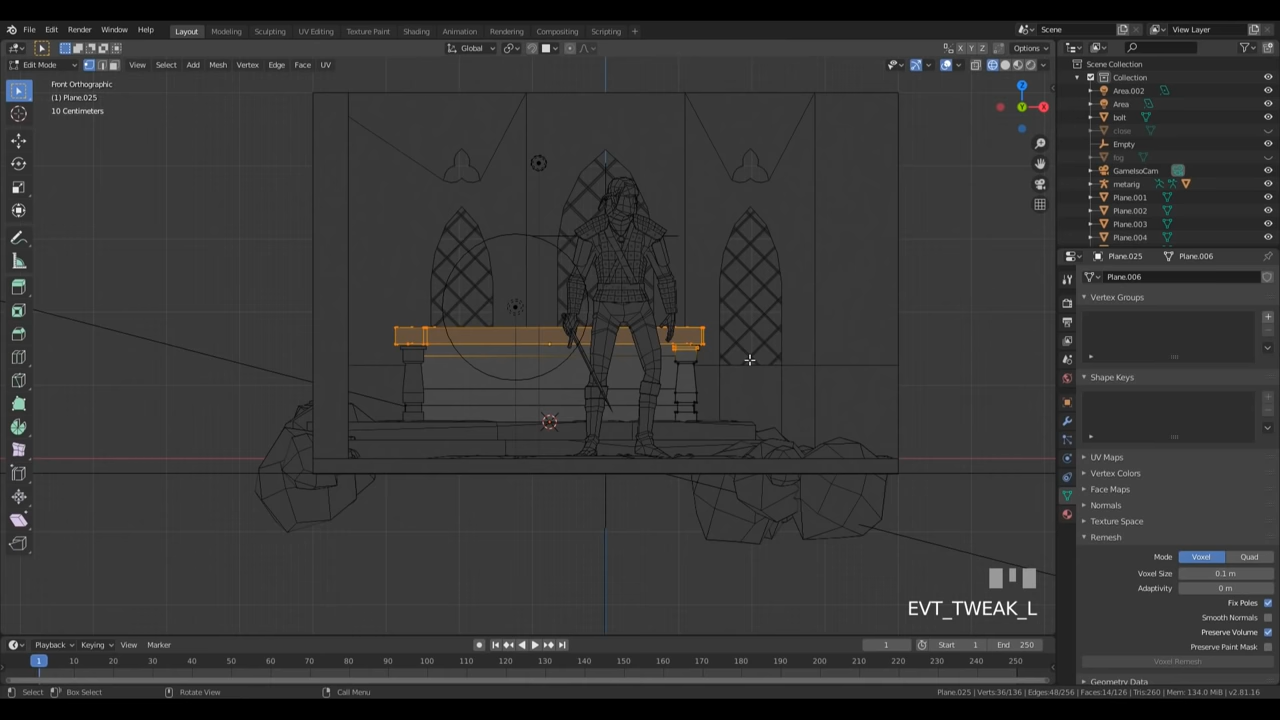 File Edit Render Window Help Layout Modeling Sculpting UV Editing Texture Paint Shading Animation Rendering Compositing Scripting + Scene View Layer
Global X Y Z Options
Edit Mode View Select Add Mesh Vertex Edge Face UV
Scene Collection
Collection
Area.002
Area
bolt
close
Empty
fog
GameIsoCam
metarig
Plane.001
Plane.002
Plane.003
Plane.004
Front Orthographic
(1) Plane.025
10 Centimeters
Z
X
Y
Plane.025 Plane.006
Plane.006
Vertex Groups
Shape Keys
UV Maps
Vertex Colors
Face Maps
Normals
Texture Space
Remesh
Mode Voxel Quad
Voxel Size 0.1 m
Adaptivity 0 m
Fix Poles
Smooth Normals
Preserve Volume
Preserve Paint Mask
Voxel Remesh
Geometry Data
EVT_TWEAK_L
Playback Keying View Marker 1 Start 1 End 250
1 10 20 30 40 50 60 70 80 90 100 110 120 130 140 150 160 170 180 190 200 210 220 230 240 250
Select Box Select Rotate View Call Menu Plane.025 | Verts:36/136 | Edges:48/256 | Faces:14/126 | Tris:260 | Mem: 134.0 MiB | v2.81.16